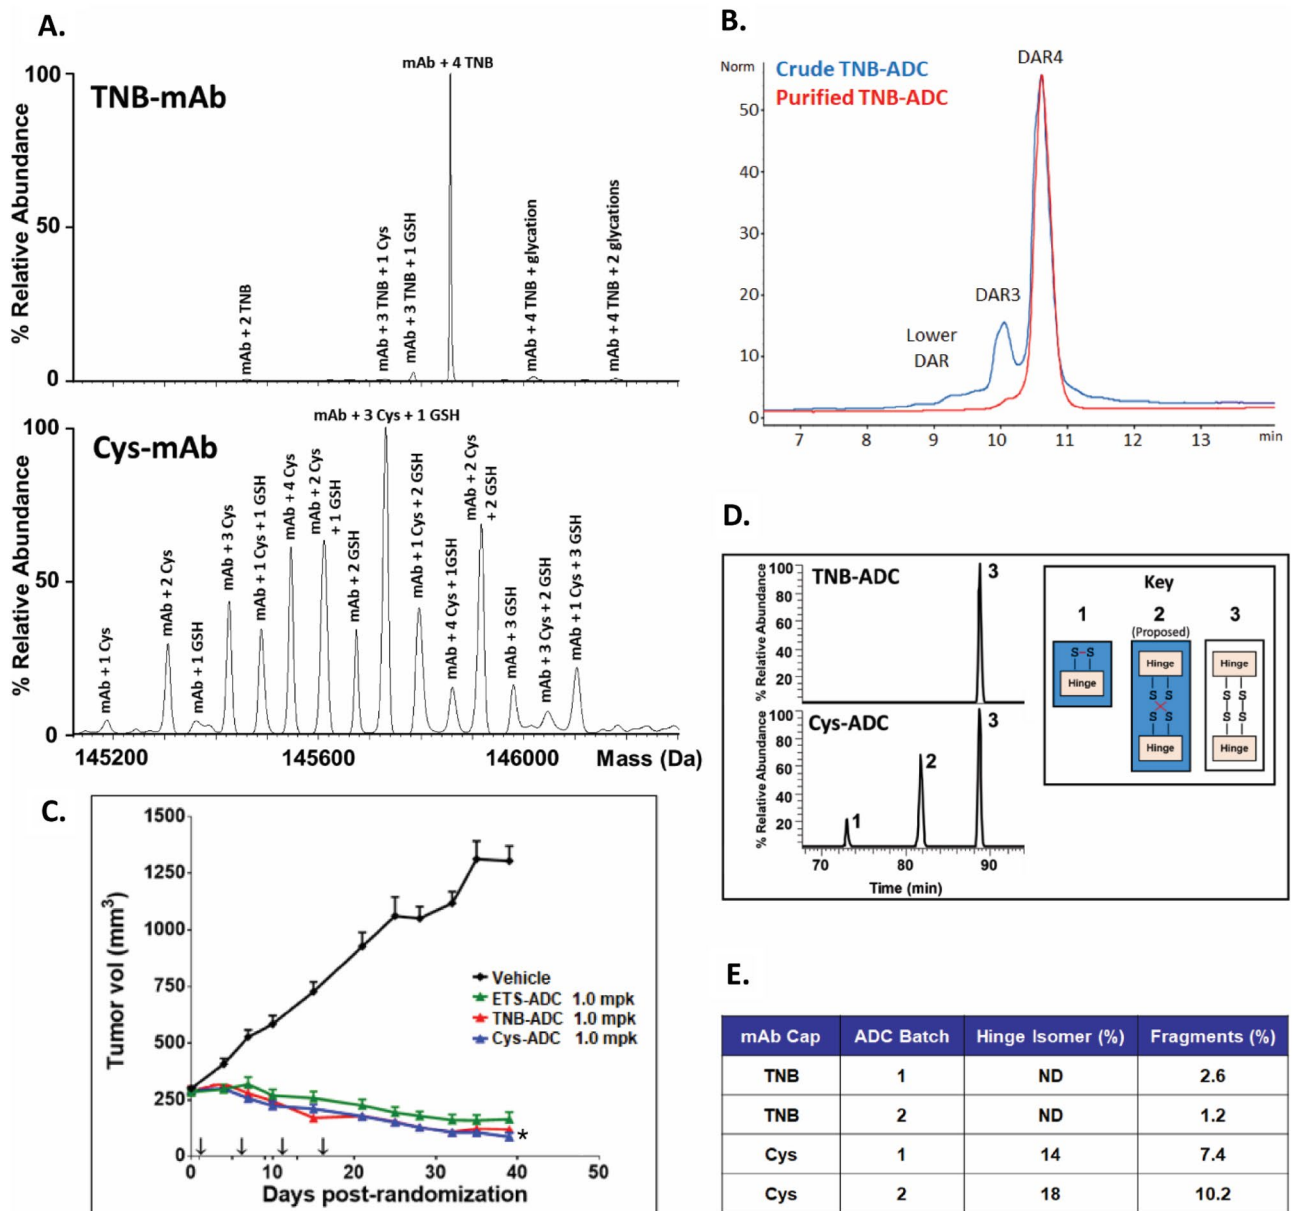 A.
TNB-mAb
% Relative Abundance
100
50
0
mAb + 2 TNB
mAb + 3 TNB + 1 Cys
mAb + 3 TNB + 1 GSH
mAb + 4 TNB
mAb + 4 TNB + glycation
mAb + 4 TNB + 2 glycations
Cys-mAb
% Relative Abundance
100
50
0
mAb + 1 Cys
mAb + 2 Cys
mAb + 1 GSH
mAb + 3 Cys
mAb + 1 Cys + 1 GSH
mAb + 4 Cys
mAb + 2 Cys
+ 1 GSH
mAb + 2 GSH
mAb + 3 Cys + 1 GSH
mAb + 1 Cys + 2 GSH
mAb + 4 Cys + 1GSH
mAb + 2 Cys
+ 2 GSH
mAb + 3 GSH
mAb + 3 Cys + 2 GSH
mAb + 1 Cys + 3 GSH
145200 145600 146000 Mass (Da)
B.
Norm
50
40
30
20
10
0
Crude TNB-ADC
Purified TNB-ADC
DAR4
DAR3
Lower
DAR
7 8 9 10 11 12 13 min
C.
Tumor vol (mm3)
1500
1250
1000
750
500
250
0
Vehicle
ETS-ADC 1.0 mpk
TNB-ADC 1.0 mpk
Cys-ADC 1.0 mpk
*
0 10 20 30 40 50
Days post-randomization
D.
TNB-ADC
% Relative Abundance
100
80
60
40
20
3
Cys-ADC
% Relative Abundance
100
80
60
40
20
1
2
3
70 80 90
Time (min)
Key
1 2 3
(Proposed)
S-S
Hinge
Hinge
S S
S S
Hinge
Hinge
S S
S S
Hinge
E.
mAb Cap ADC Batch Hinge Isomer (%) Fragments (%)
TNB 1 ND 2.6
TNB 2 ND 1.2
Cys 1 14 7.4
Cys 2 18 10.2